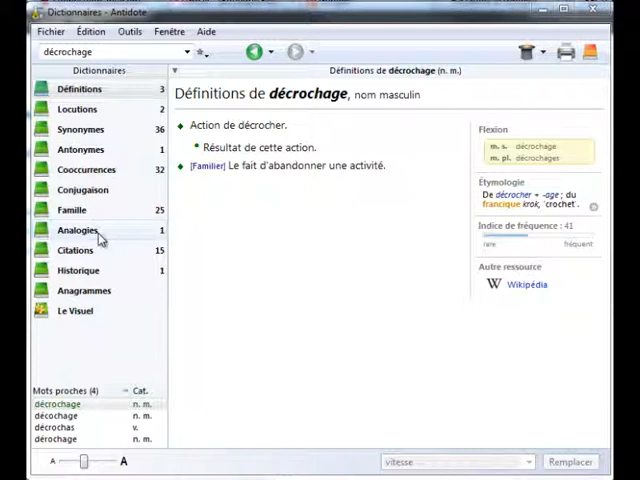 Dictionnaires - Antidote
Fichier Édition Outils Fenêtre Aide
décrochage
Dictionnaires
Définitions de décrochage (n. m.)
Définitions 3
Locutions 2
Synonymes 36
Antonymes 1
Cooccurrences 32
Conjugaison
Famille 25
Analogies 1
Citations 15
Historique 1
Anagrammes
Le Visuel
Mots proches (4) Cat.
décrochage n. m.
décochage n. m.
décrochas v.
dérochage n. m.
A A
Définitions de décrochage, nom masculin
Action de décrocher.
Résultat de cette action.
[Familier] Le fait d'abandonner une activité.
Flexion
m. s. décrochage
m. pl. décrochages
Étymologie
De décrocher + -age ; du
francique krok, 'crochet'.
Indice de fréquence : 41
rare fréquent
Autre ressource
W Wikipédia
vitesse
Remplacer